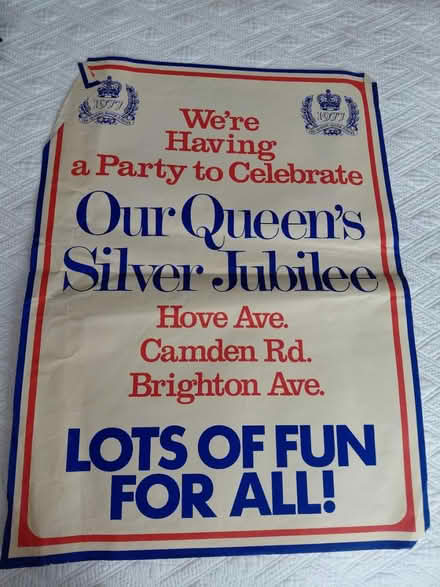 1977 1977
We're
Having
a Party to Celebrate
Our Queen's
Silver Jubilee
Hove Ave.
Camden Rd.
Brighton Ave.
LOTS OF FUN
FOR ALL!